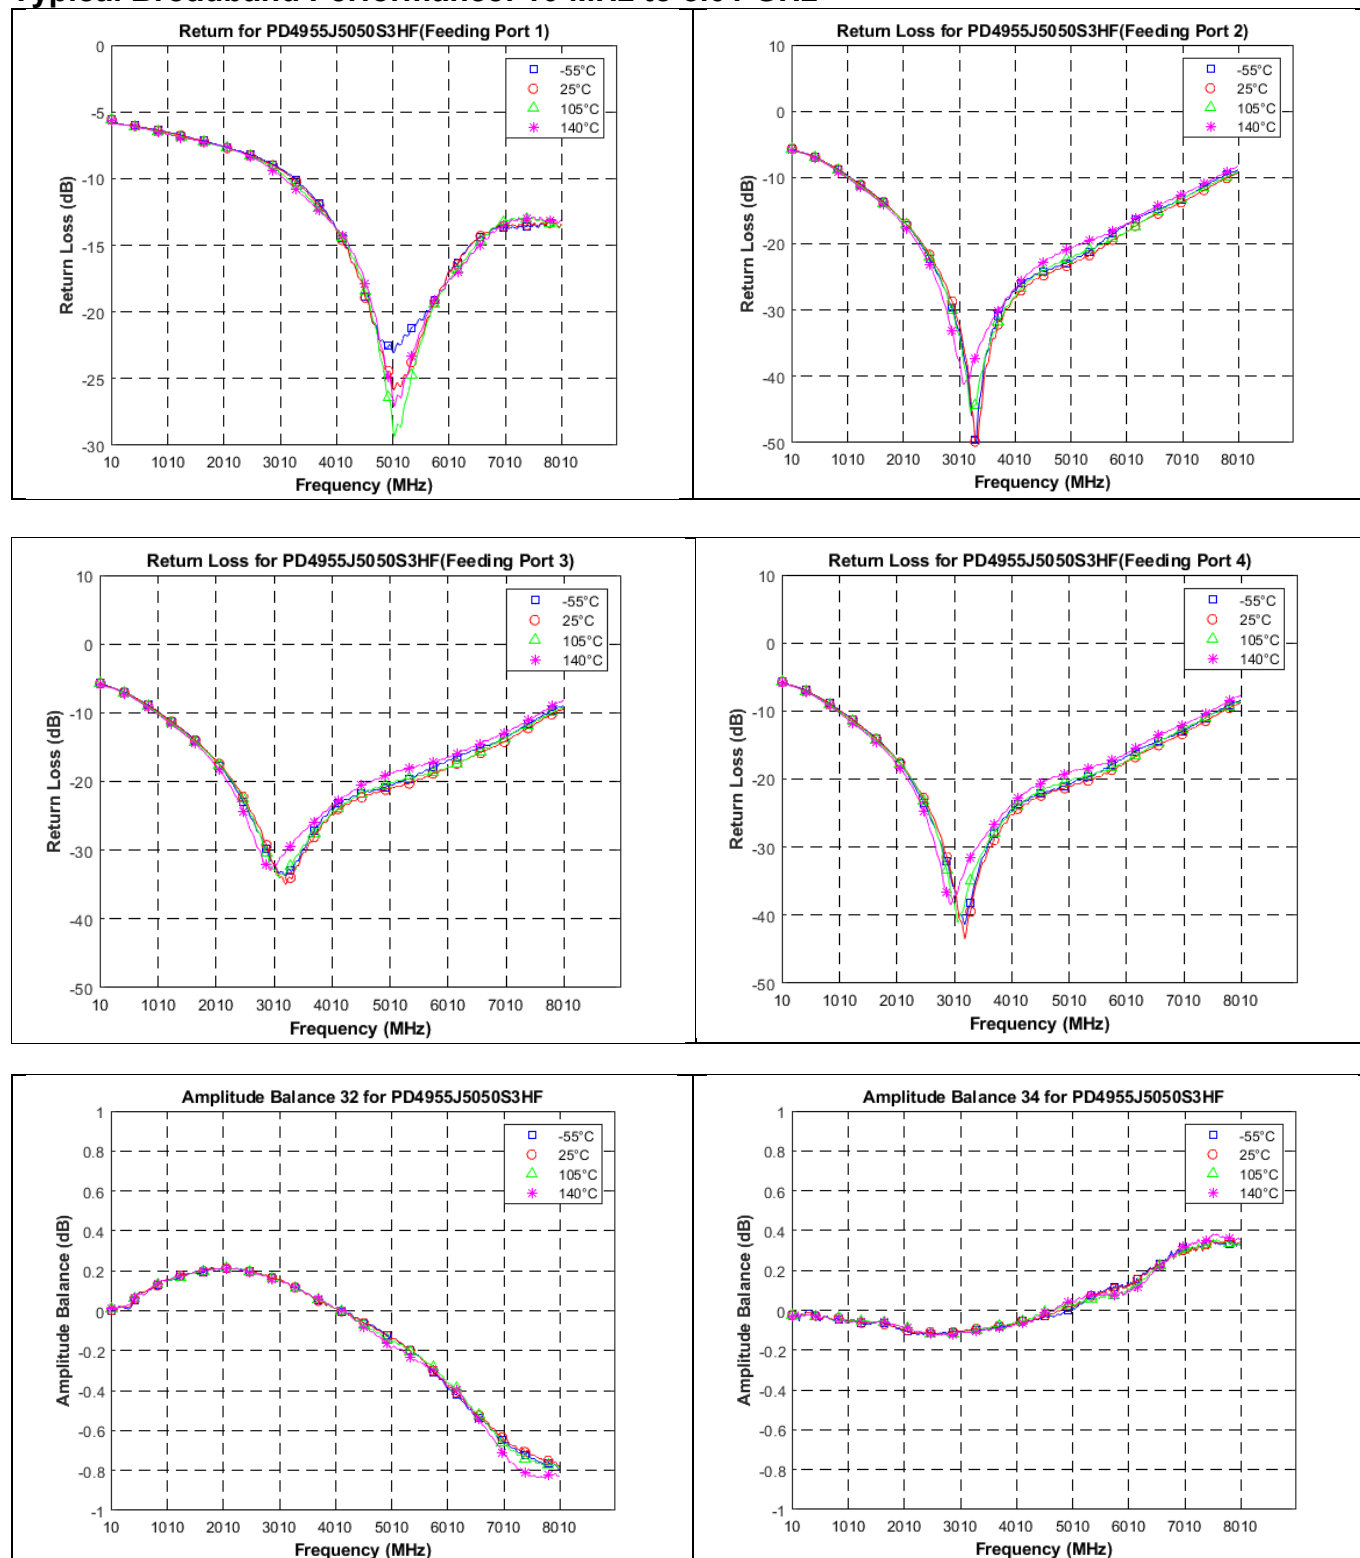 Typical Broadband Performance: 10 MHz to 8.01 GHz
Return for PD4955J5050S3HF(Feeding Port 1)
0
-5
-10
-15
-20
-25
-30
Return Loss (dB)
-55°C
25°C
105°C
140°C
10 1010 2010 3010 4010 5010 6010 7010 8010
Frequency (MHz)
Return Loss for PD4955J5050S3HF(Feeding Port 2)
10
0
-10
-20
-30
-40
-50
Return Loss (dB)
-55°C
25°C
105°C
140°C
10 1010 2010 3010 4010 5010 6010 7010 8010
Frequency (MHz)
Return Loss for PD4955J5050S3HF(Feeding Port 3)
10
0
-10
-20
-30
-40
-50
Return Loss (dB)
-55°C
25°C
105°C
140°C
10 1010 2010 3010 4010 5010 6010 7010 8010
Frequency (MHz)
Return Loss for PD4955J5050S3HF(Feeding Port 4)
10
0
-10
-20
-30
-40
-50
Return Loss (dB)
-55°C
25°C
105°C
140°C
10 1010 2010 3010 4010 5010 6010 7010 8010
Frequency (MHz)
Amplitude Balance 32 for PD4955J5050S3HF
1
0.8
0.6
0.4
0.2
0
-0.2
-0.4
-0.6
-0.8
-1
Amplitude Balance (dB)
-55°C
25°C
105°C
140°C
10 1010 2010 3010 4010 5010 6010 7010 8010
Frequency (MHz)
Amplitude Balance 34 for PD4955J5050S3HF
1
0.8
0.6
0.4
0.2
0
-0.2
-0.4
-0.6
-0.8
-1
Amplitude Balance (dB)
-55°C
25°C
105°C
140°C
10 1010 2010 3010 4010 5010 6010 7010 8010
Frequency (MHz)